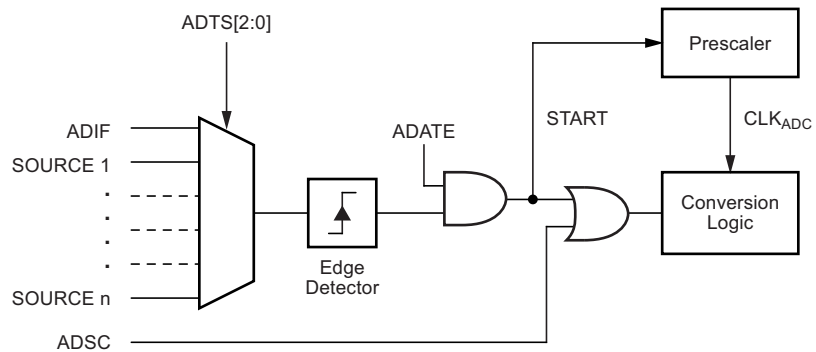 ADTS[2:0]
Prescaler
ADIF
ADATE
START
CLKADC
SOURCE 1
.
.
.
Conversion
Logic
Edge
Detector
SOURCE n
ADSC